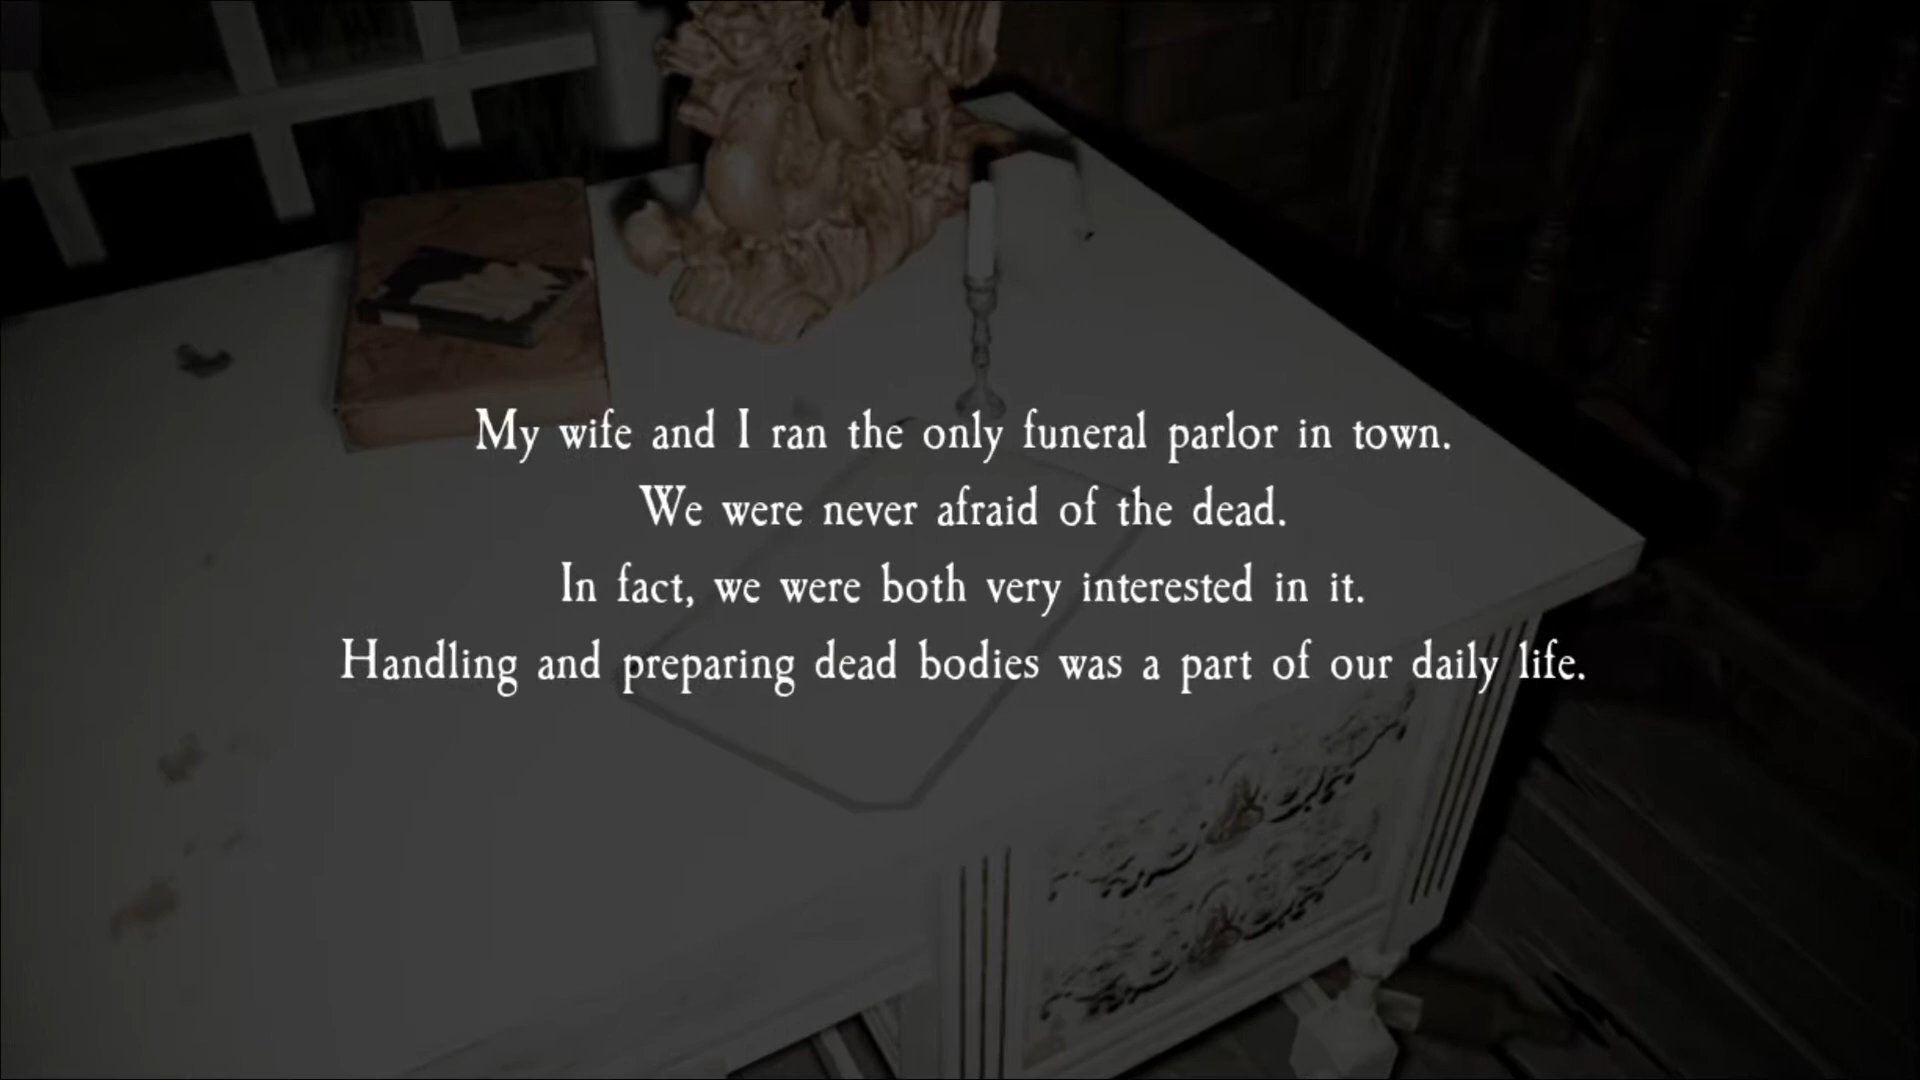 My wife and I ran the only funeral parlor in town.
We were never afraid of the dead.
In fact, we were both very interested in it.
Handling and preparing dead bodies was a part of our daily life.